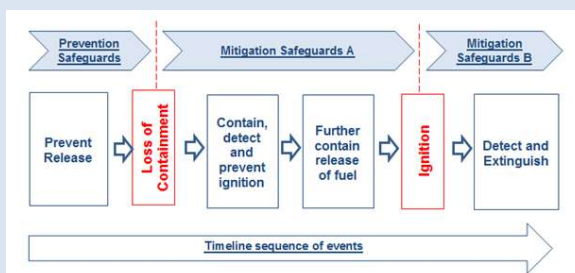 Prevention
Safeguards
Mitigation Safeguards A
Mitigation
Safeguards B
Prevent
Release
Loss of
Containment
Contain,
detect
and
prevent
ignition
Further
contain
release
of fuel
Ignition
Detect and
Extinguish
Timeline sequence of events